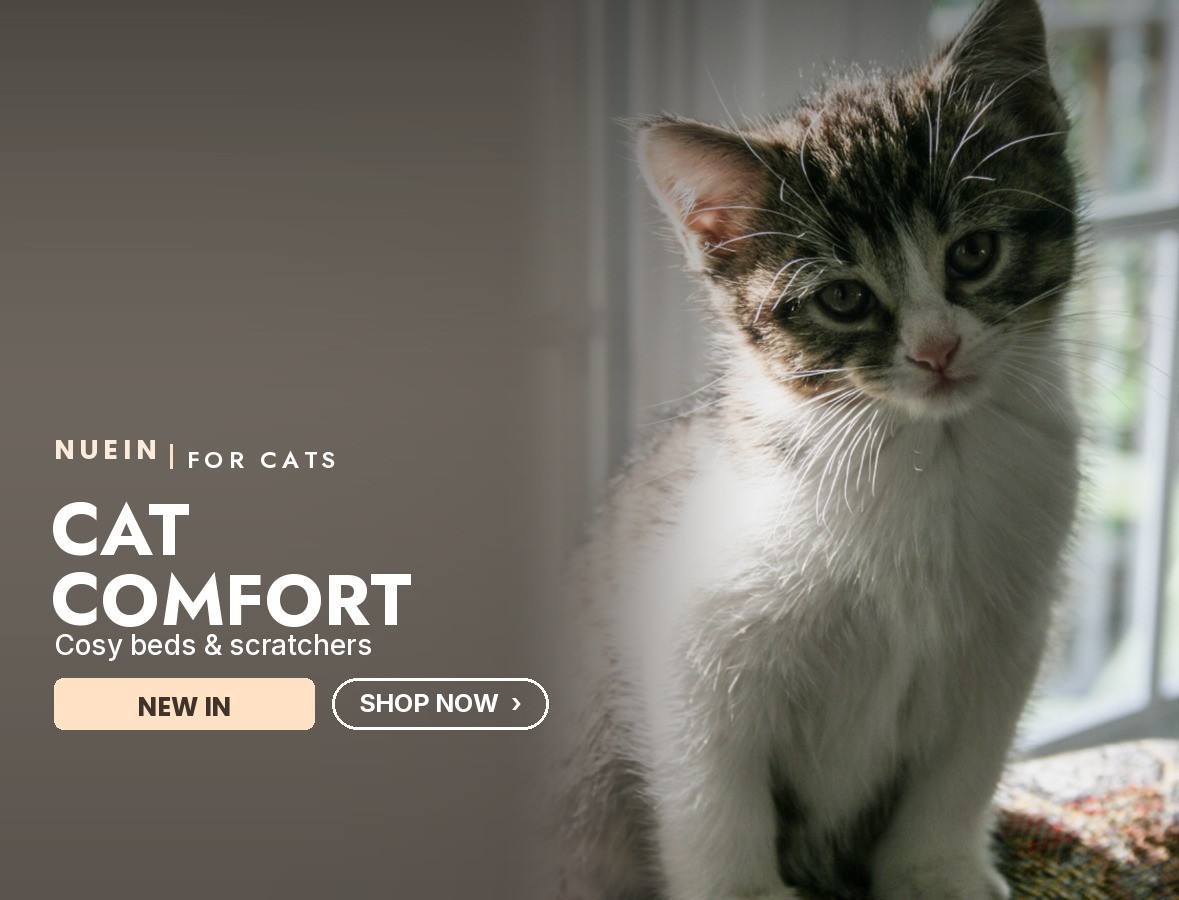 NUEIN | FOR CATS
CAT
COMFORT
Cosy beds & scratchers
NEW IN
SHOP NOW ›